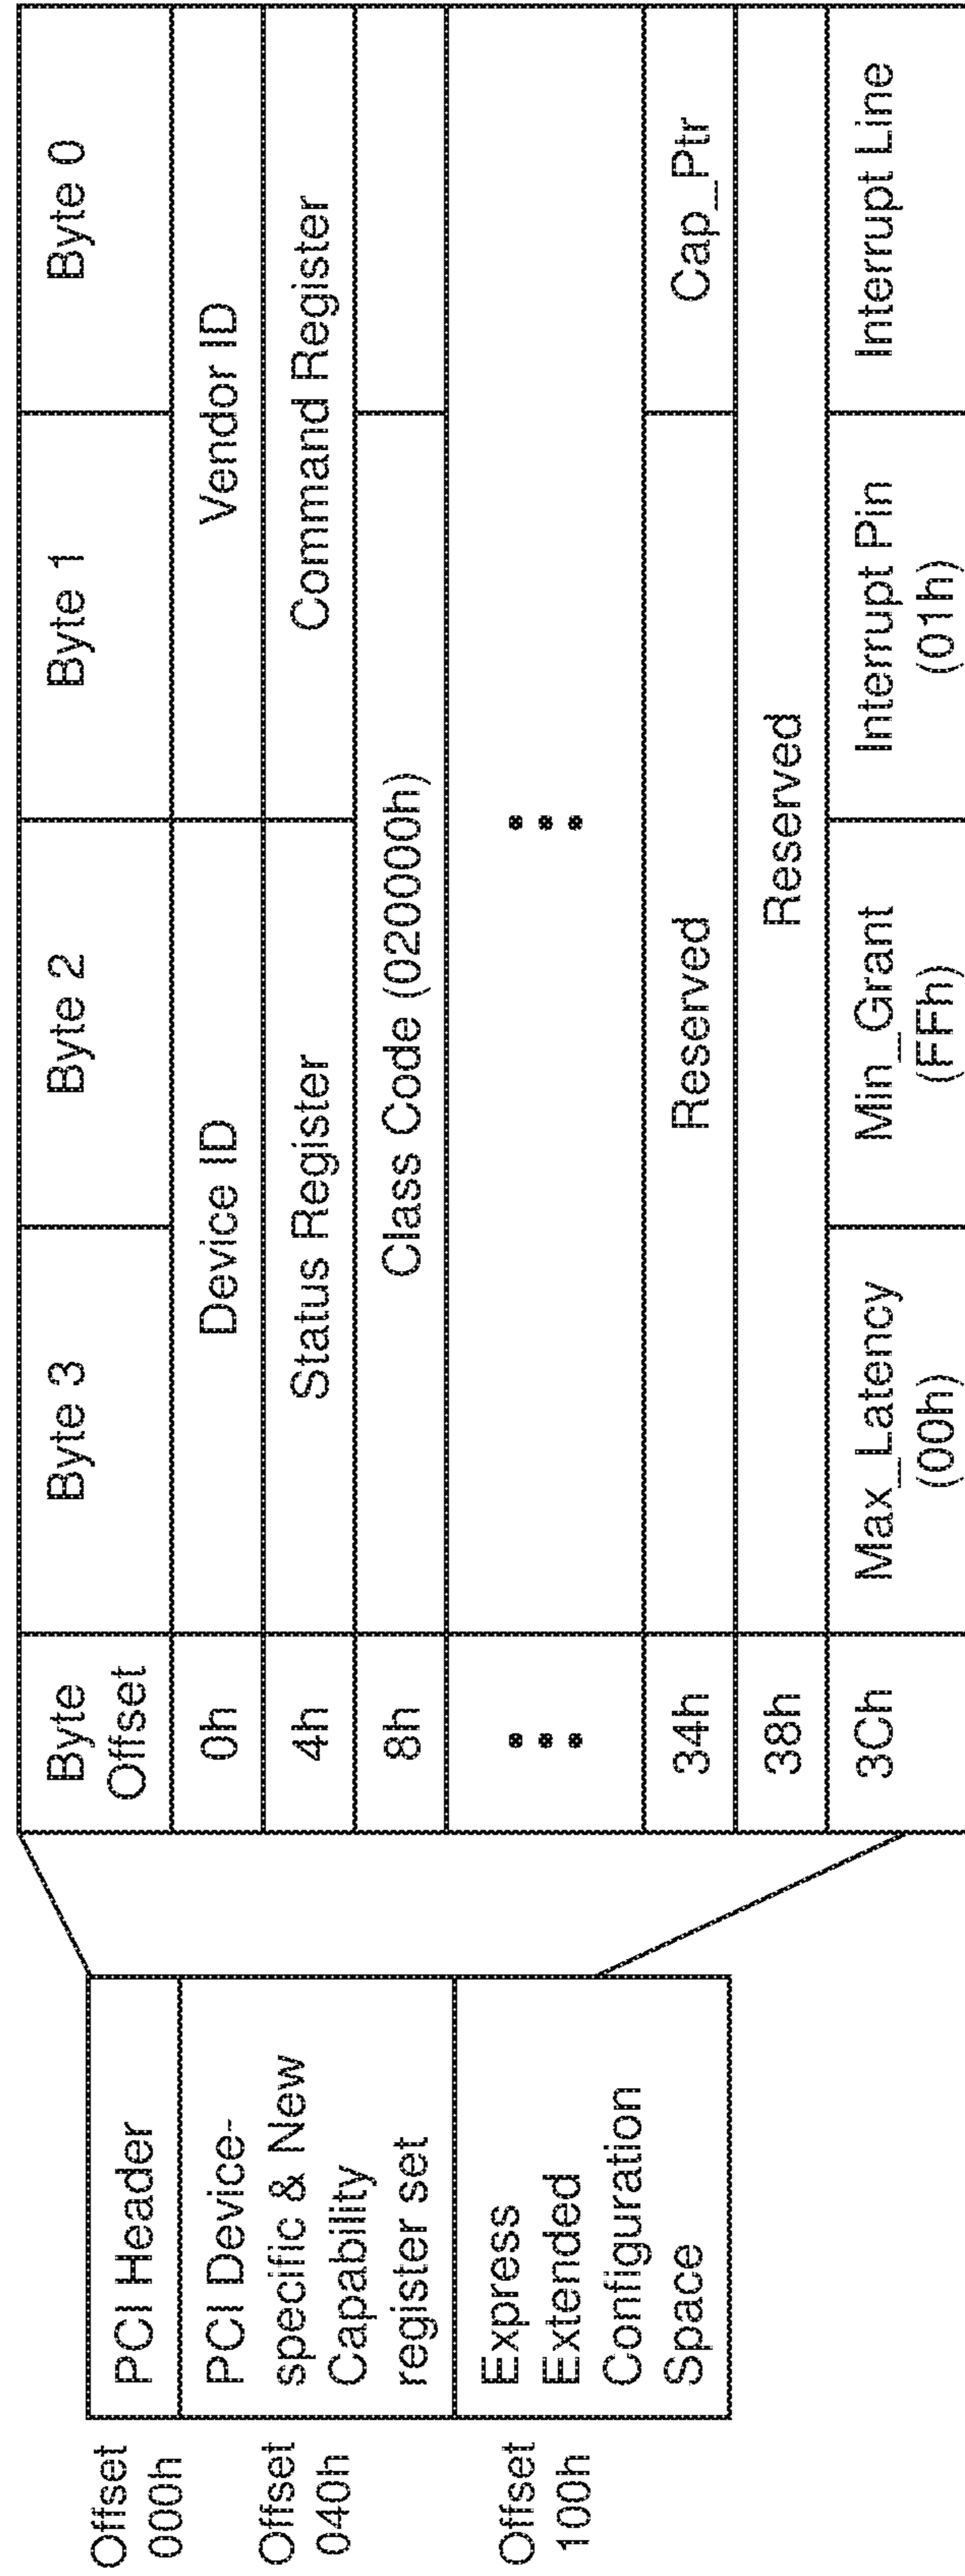 Offset
000h
PCI Header
Offset
040h
PCI Device-
specific & New
Capability
register set
Offset
100h
Express
Extended
Configuration
Space
Byte
Offset
Byte 3
Byte 2
Byte 1
Byte 0
0h
Device ID
Vendor ID
4h
Status Register
Command Register
8h
Class Code (020000h)
34h
Reserved
Cap_Ptr
38h
Reserved
3Ch
Max_Latency
(00h)
Min_Grant
(FFh)
Interrupt Pin
(01h)
Interrupt Line